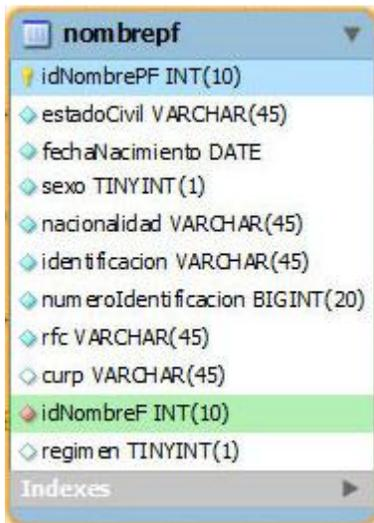 nombrepf
idNombrePF INT(10)
estadoCivil VARCHAR(45)
fechaNacimiento DATE
sexo TINYINT(1)
nacionalidad VARCHAR(45)
identificacion VARCHAR(45)
numeroIdentificacion BIGINT(20)
rfc VARCHAR(45)
curp VARCHAR(45)
idNombreF INT(10)
regimen TINYINT(1)
Indexes